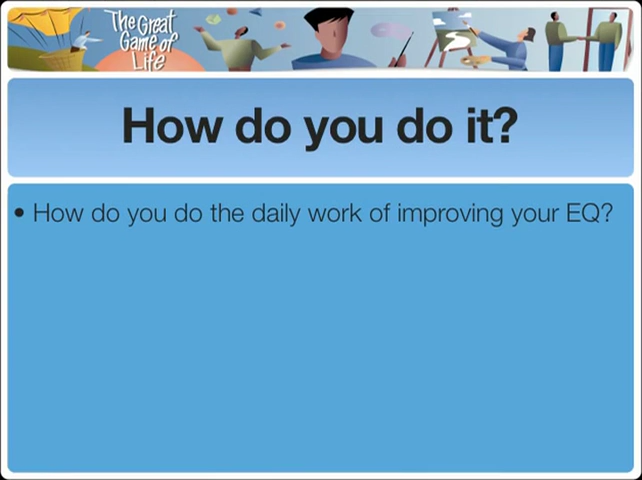 The Great
Game of
Life
How do you do it?
• How do you do the daily work of improving your EQ?